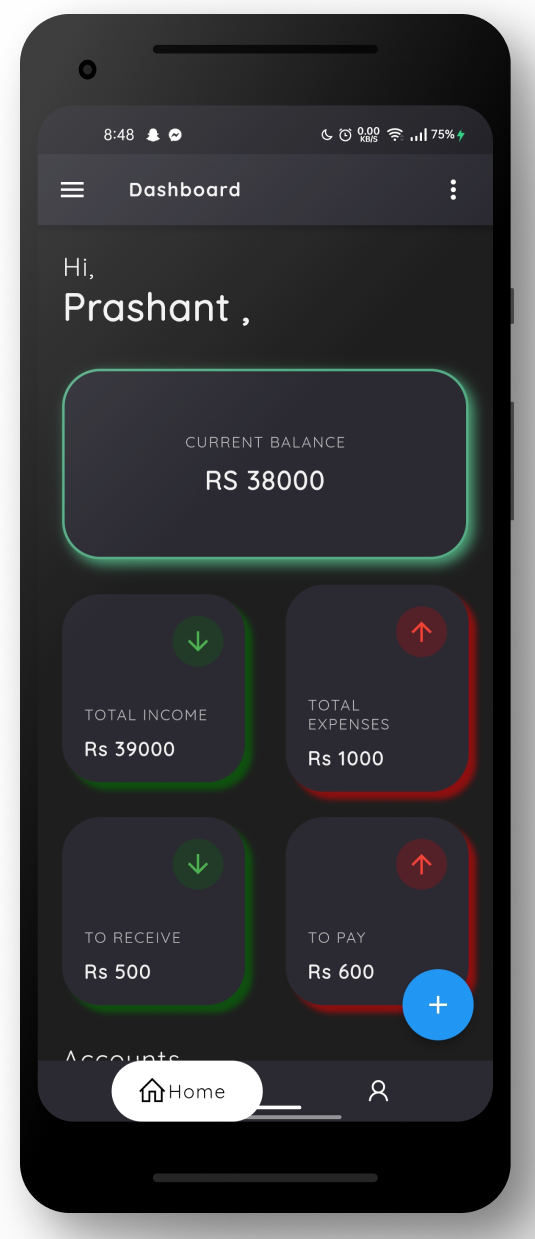 8:48
0.00
KB/S
75%
Dashboard
Hi,
Prashant ,
CURRENT BALANCE
RS 38000
TOTAL INCOME
Rs 39000
TOTAL
EXPENSES
Rs 1000
TO RECEIVE
Rs 500
TO PAY
Rs 600
Accounts
Home